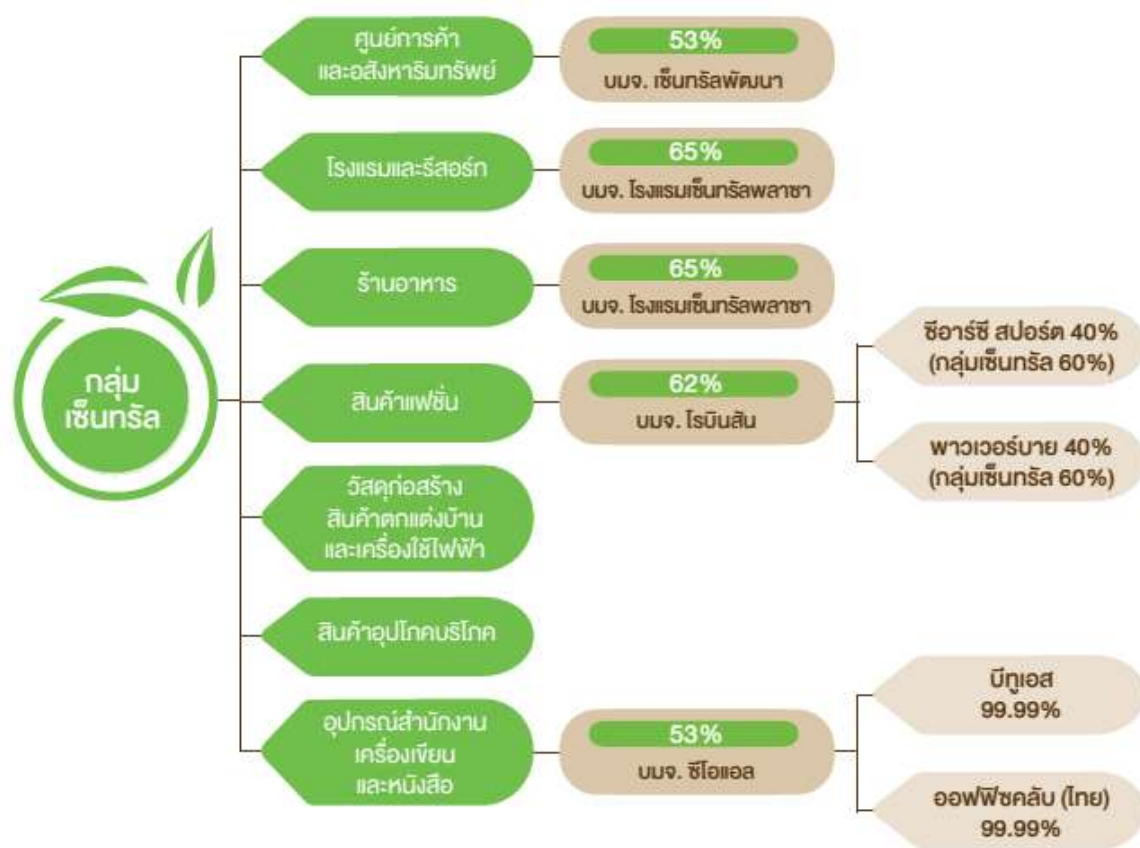 กลุ่ม
เซ็นทรัล
ศูนย์การค้า
และอสังหาริมทรัพย์
53%
บมจ. เซ็นทรัลพัฒนา
โรงแรมและรีสอร์ท
65%
บมจ. โรงแรมเซ็นทรัลพลาซา
ร้านอาหาร
65%
บมจ. โรงแรมเซ็นทรัลพลาซา
สินค้าแฟชั่น
62%
บมจ. โรบินสัน
ซีอาร์ซี สปอร์ต 40%
(กลุ่มเซ็นทรัล 60%)
พาวเวอร์บาย 40%
(กลุ่มเซ็นทรัล 60%)
วัสดุก่อสร้าง
สินค้าตกแต่งบ้าน
และเครื่องใช้ไฟฟ้า
สินค้าอุปโภคบริโภค
อุปกรณ์สำนักงาน
เครื่องเขียน
และหนังสือ
53%
บมจ. ซีโอแอล
บีทูเอส
99.99%
ออฟฟิซคลับ (ไทย)
99.99%